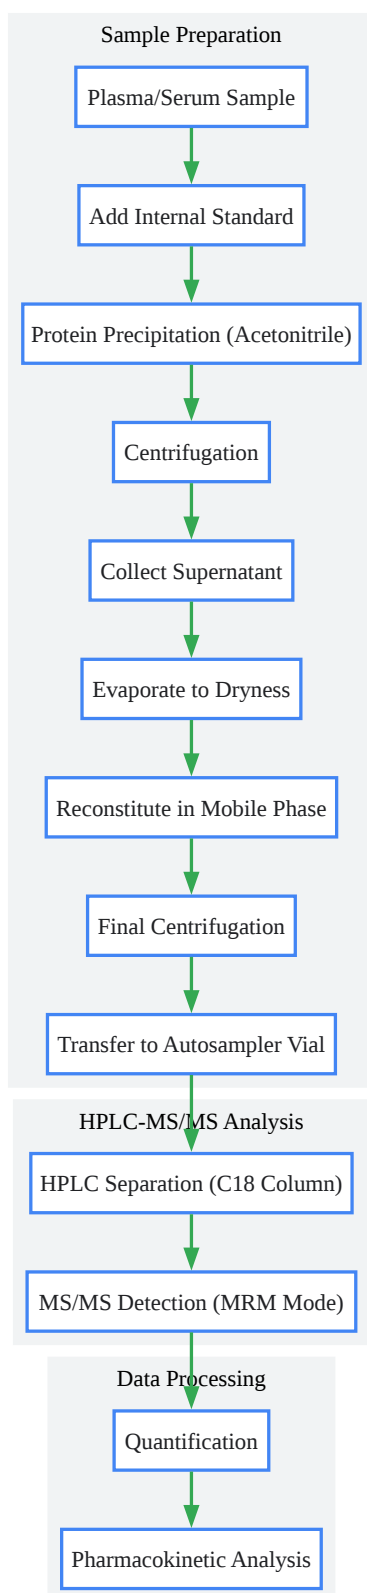 Sample Preparation
Plasma/Serum Sample
Add Internal Standard
Protein Precipitation (Acetonitrile)
Centrifugation
Collect Supernatant
Evaporate to Dryness
Reconstitute in Mobile Phase
Final Centrifugation
Transfer to Autosampler Vial
HPLC-MS/MS Analysis
HPLC Separation (C18 Column)
MS/MS Detection (MRM Mode)
Data Processing
Quantification
Pharmacokinetic Analysis